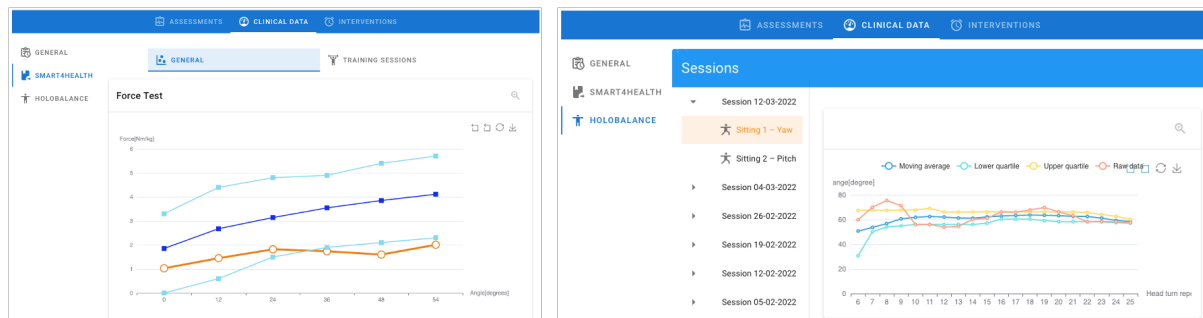 ASSESSMENTS CLINICAL DATA INTERVENTIONS
GENERAL
SMART4HEALTH
HOLOBALANCE
GENERAL TRAINING SESSIONS
Force Test
Force[Nm/kg]
6
5
4
3
2
1
0
0 12 24 36 48 54
Angle[degrees]
ASSESSMENTS CLINICAL DATA INTERVENTIONS
GENERAL
SMART4HEALTH
HOLOBALANCE
Sessions
Session 12-03-2022
Sitting 1 – Yaw
Sitting 2 – Pitch
Session 04-03-2022
Session 26-02-2022
Session 19-02-2022
Session 12-02-2022
Session 05-02-2022
Moving average Lower quartile Upper quartile Raw data
ange[degree]
80
60
40
20
0
6 7 8 9 10 11 12 13 14 15 16 17 18 19 20 21 22 23 24 25
Head turn repe